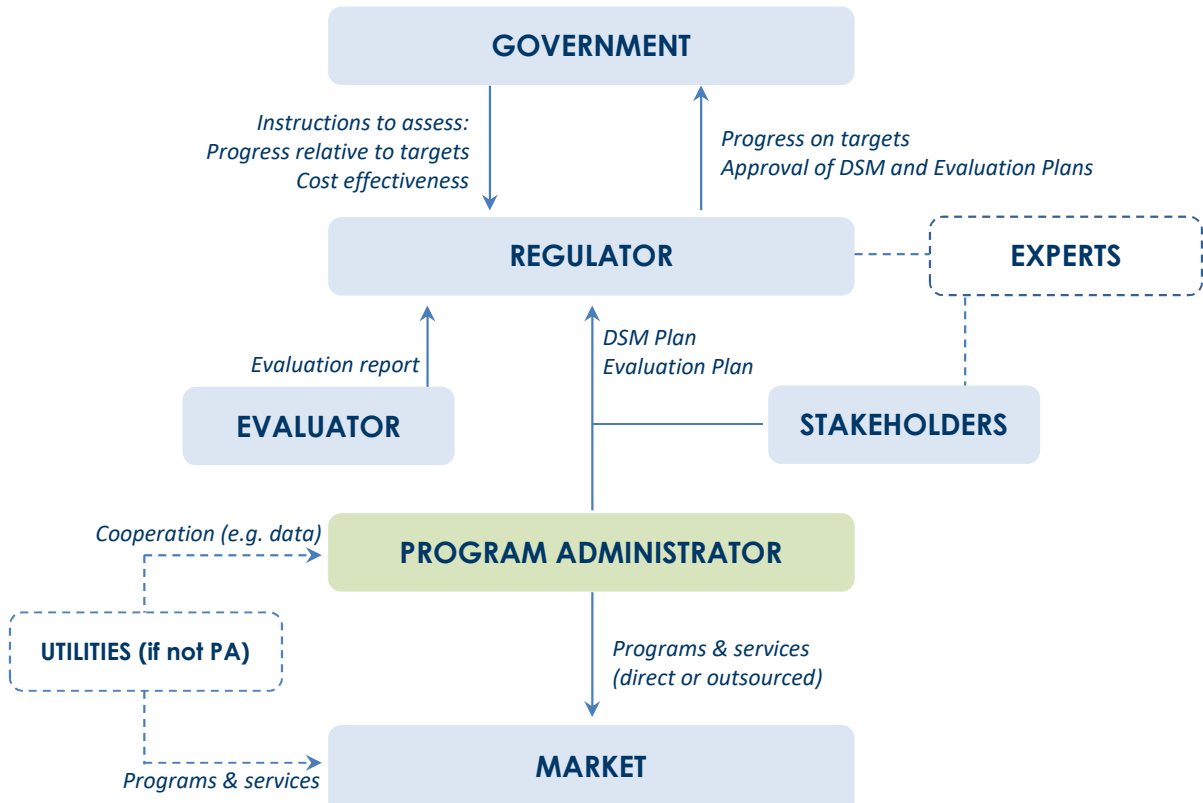 GOVERNMENT
Instructions to assess:
Progress relative to targets
Cost effectiveness
Progress on targets
Approval of DSM and Evaluation Plans
REGULATOR
EXPERTS
Evaluation report
DSM Plan
Evaluation Plan
EVALUATOR
STAKEHOLDERS
Cooperation (e.g. data)
PROGRAM ADMINISTRATOR
UTILITIES (if not PA)
Programs & services
(direct or outsourced)
Programs & services
MARKET